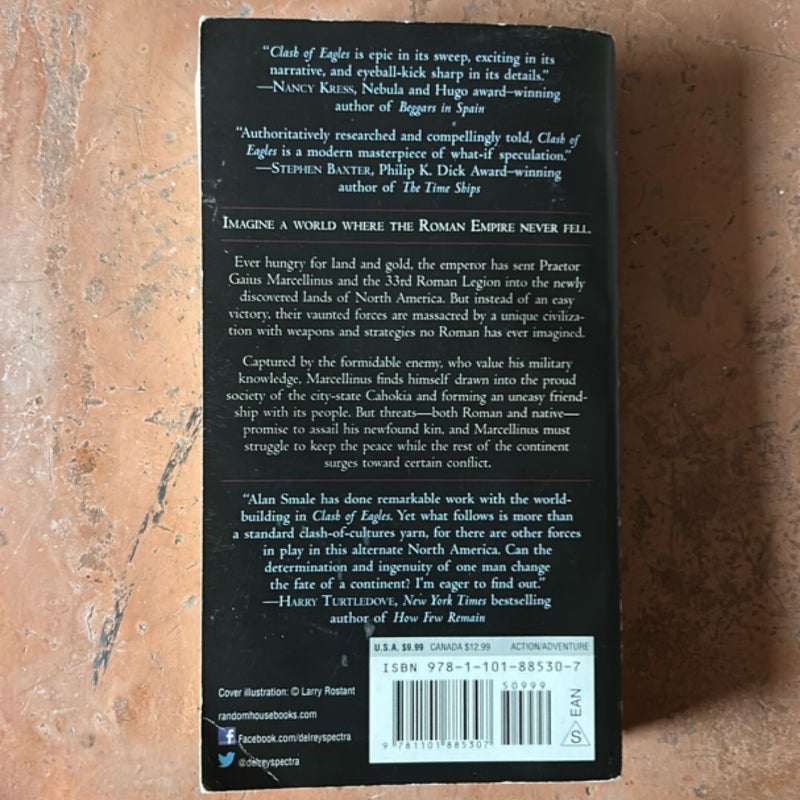 “Clash of Eagles is epic in its sweep, exciting in its
narrative, and eyeball-kick sharp in its details.”
—Nancy Kress, Nebula and Hugo award–winning
author of Beggars in Spain
“Authoritatively researched and compellingly told, Clash of
Eagles is a modern masterpiece of what-if speculation.”
—Stephen Baxter, Philip K. Dick Award–winning
author of The Time Ships
Imagine a world where the Roman Empire never fell.
Ever hungry for land and gold, the emperor has sent Praetor
Gaius Marcellinus and the 33rd Roman Legion into the newly
discovered lands of North America. But instead of an easy
victory, their vaunted forces are massacred by a unique civiliza-
tion with weapons and strategies no Roman has ever imagined.
Captured by the formidable enemy, who value his military
knowledge, Marcellinus finds himself drawn into the proud
society of the city-state Cahokia and forming an uneasy friend-
ship with its people. But threats—both Roman and native—
promise to assail his newfound kin, and Marcellinus must
struggle to keep the peace while the rest of the continent
surges toward certain conflict.
“Alan Smale has done remarkable work with the world-
building in Clash of Eagles. Yet what follows is more than
a standard clash-of-cultures yarn, for there are other forces
in play in this alternate North America. Can the
determination and ingenuity of one man change
the fate of a continent? I’m eager to find out.”
—Harry Turtledove, New York Times bestselling
author of How Few Remain
U.S.A. $9.99 CANADA $12.99 ACTION/ADVENTURE
ISBN 978-1-101-88530-7
50999
9 781101 885307
EAN
S
Cover illustration: © Larry Rostant
randomhousebooks.com
f Facebook.com/delreyspectra
@delreyspectra